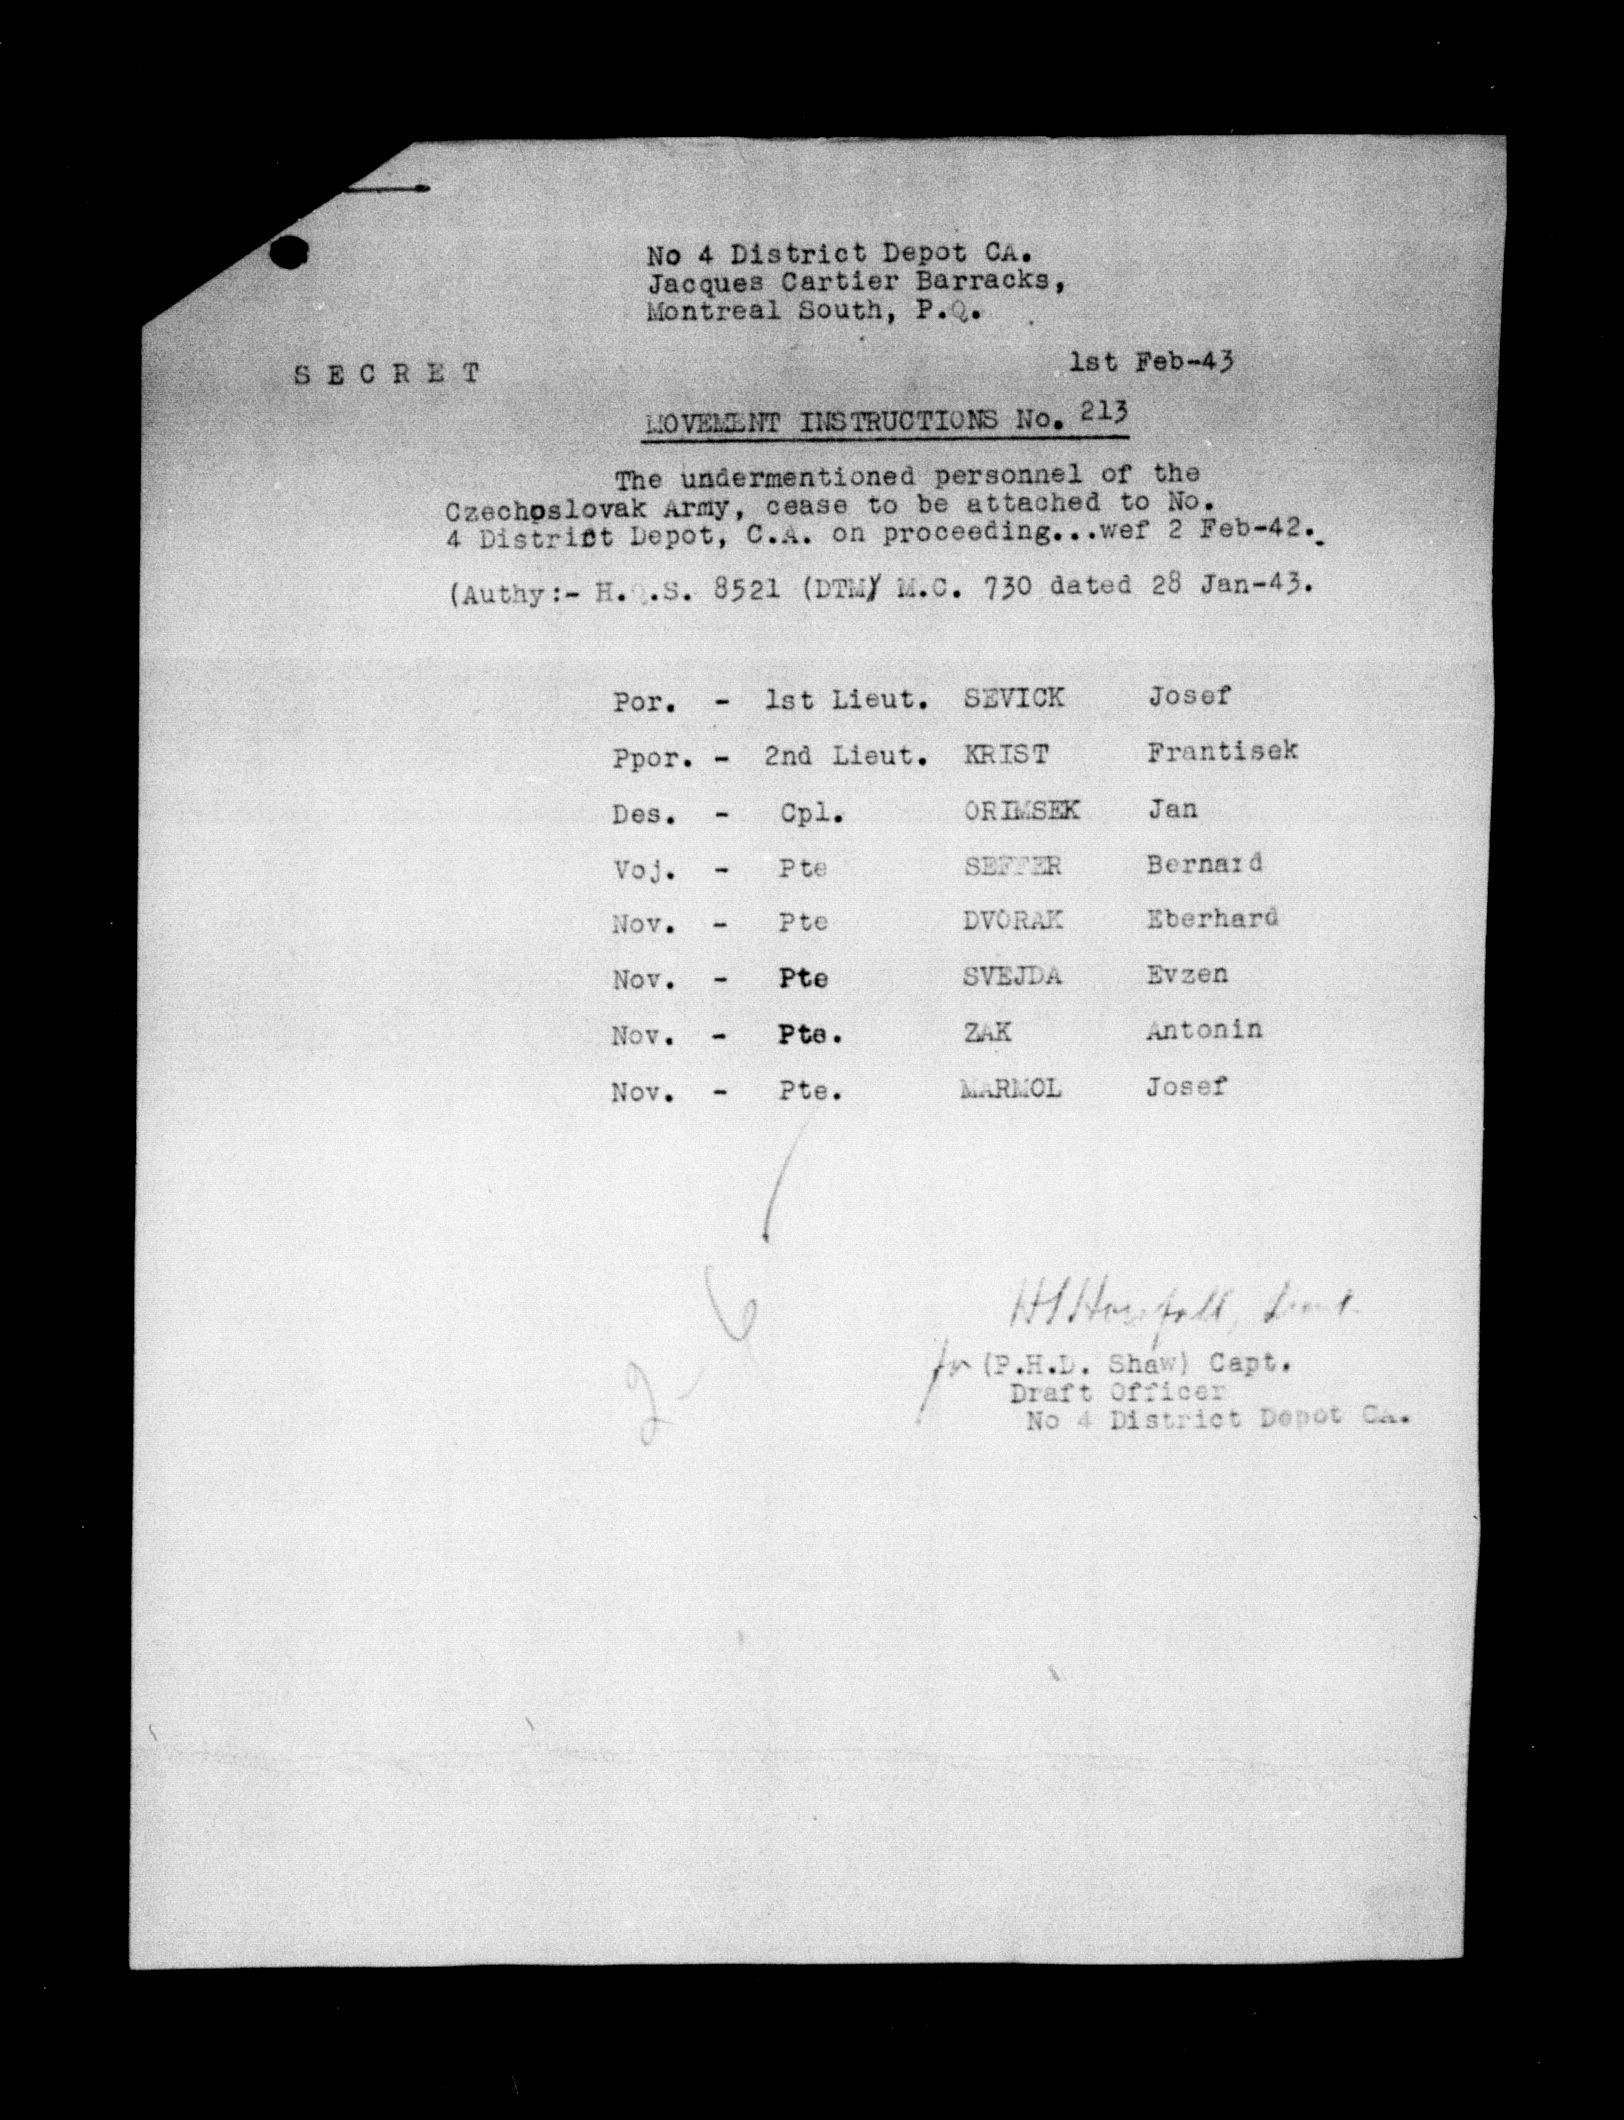 No 4 District Depot CA.
Jacques Cartier Barracks,
Montreal South, P.Q.
S E C R E T
1st Feb-43
MOVEMENT INSTRUCTIONS No. 213
The undermentioned personnel of the
Czechoslovak Army, cease to be attached to No.
4 District Depot, C.A. on proceeding...wef 2 Feb-42.
(Authy:- H.Q.S. 8521 (DTM) M.C. 730 dated 28 Jan-43.
Por. - 1st Lieut. SEVICK Josef
Ppor. - 2nd Lieut. KRIST Frantisek
Des. - Cpl. ORIMSEK Jan
Voj. - Pte SEFFER Bernard
Nov. - Pte DVORAK Eberhard
Nov. - Pte SVEJDA Evzen
Nov. - Pte. ZAK Antonin
Nov. - Pte. MARMOL Josef
for (P.H.D. Shaw) Capt.
Draft Officer
No 4 District Depot CA.